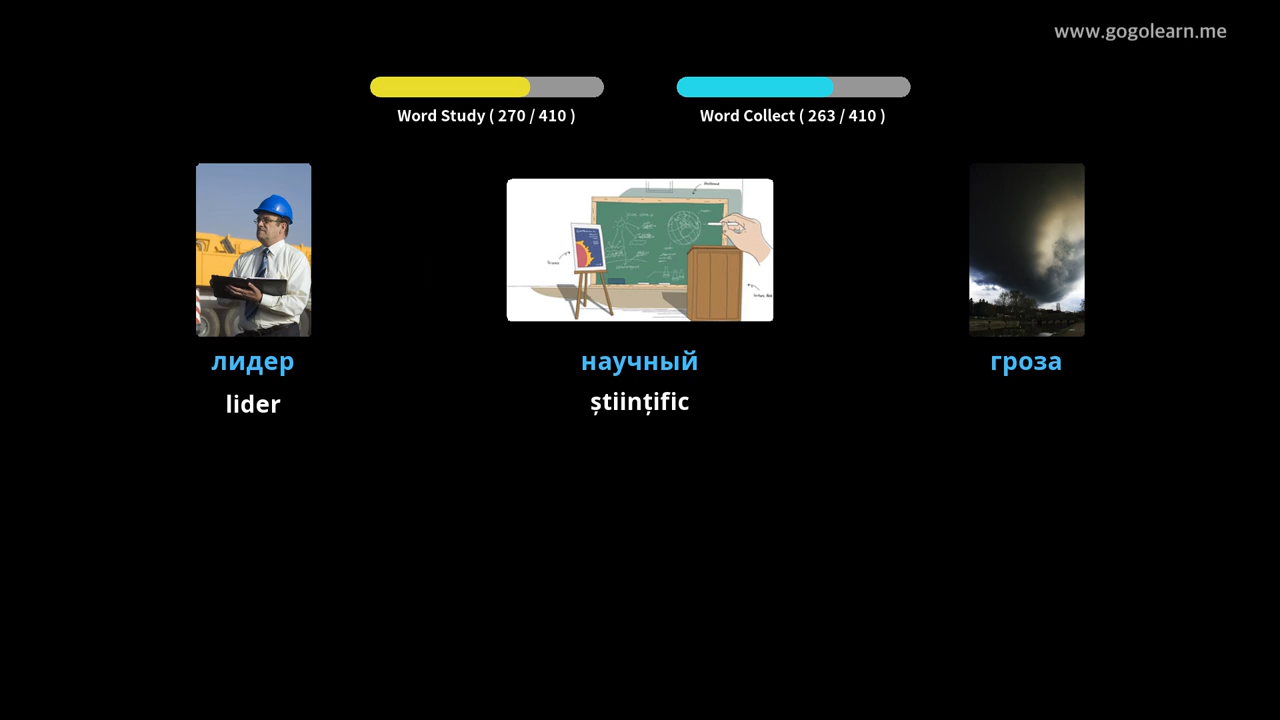 www.gogolearn.me
Word Study ( 270 / 410 )
Word Collect ( 263 / 410 )
лидер
научный
гроза
lider
științific